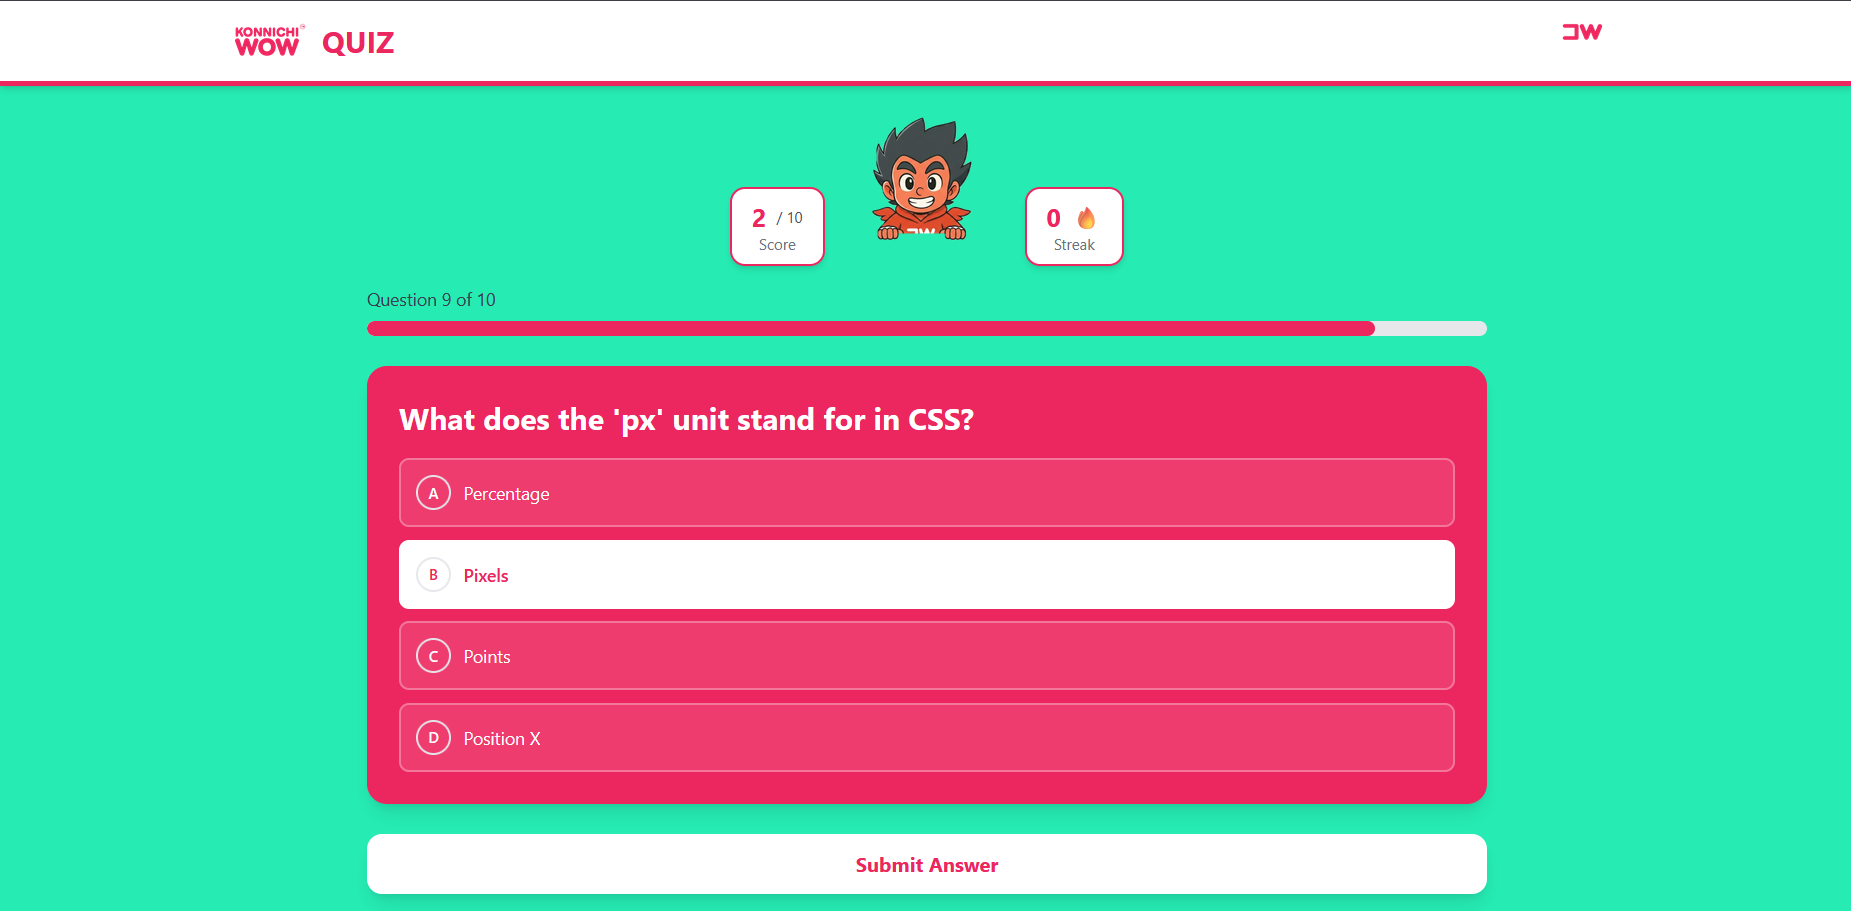 KONNICHI
WOW
QUIZ
2 / 10
Score
0
Streak
Question 9 of 10
What does the 'px' unit stand for in CSS?
A Percentage
B Pixels
C Points
D Position X
Submit Answer